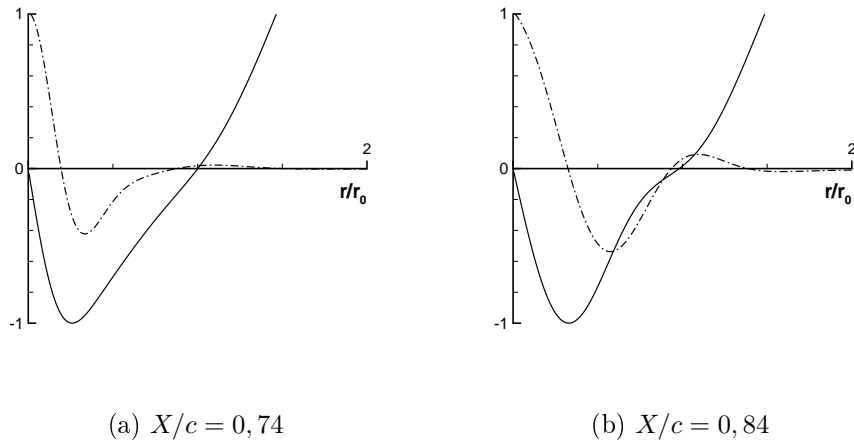 1
0
-1
2
r/r0
1
0
-1
2
r/r0
(a) X/c = 0, 74
(b) X/c = 0, 84